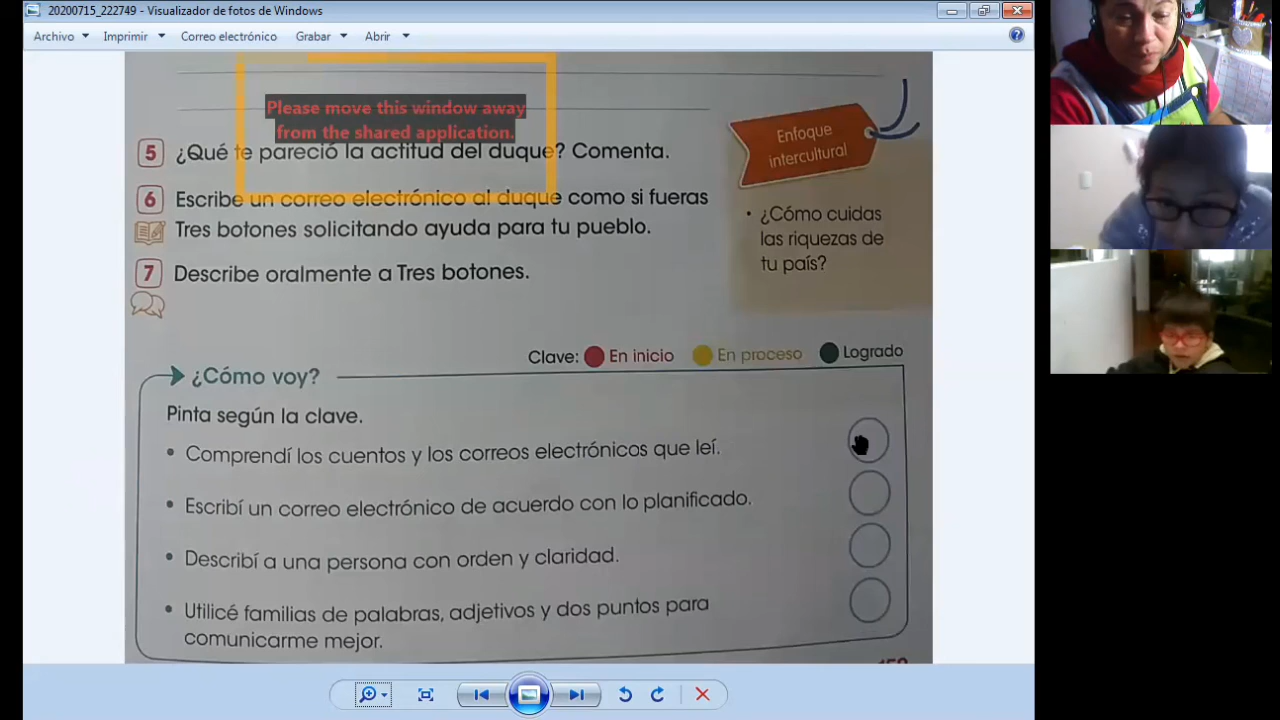 20200715_222749 - Visualizador de fotos de Windows
Archivo Imprimir Correo electrónico Grabar Abrir
Please move this window away
from the shared application.
5 ¿Qué te pareció la actitud del duque? Comenta.
6 Escribe un correo electrónico al duque como si fueras
Tres botones solicitando ayuda para tu pueblo.
7 Describe oralmente a Tres botones.
Enfoque
intercultural
• ¿Cómo cuidas
las riquezas de
tu país?
Clave: En inicio En proceso Logrado
¿Cómo voy?
Pinta según la clave.
• Comprendí los cuentos y los correos electrónicos que leí.
• Escribí un correo electrónico de acuerdo con lo planificado.
• Describí a una persona con orden y claridad.
• Utilicé familias de palabras, adjetivos y dos puntos para
comunicarme mejor.